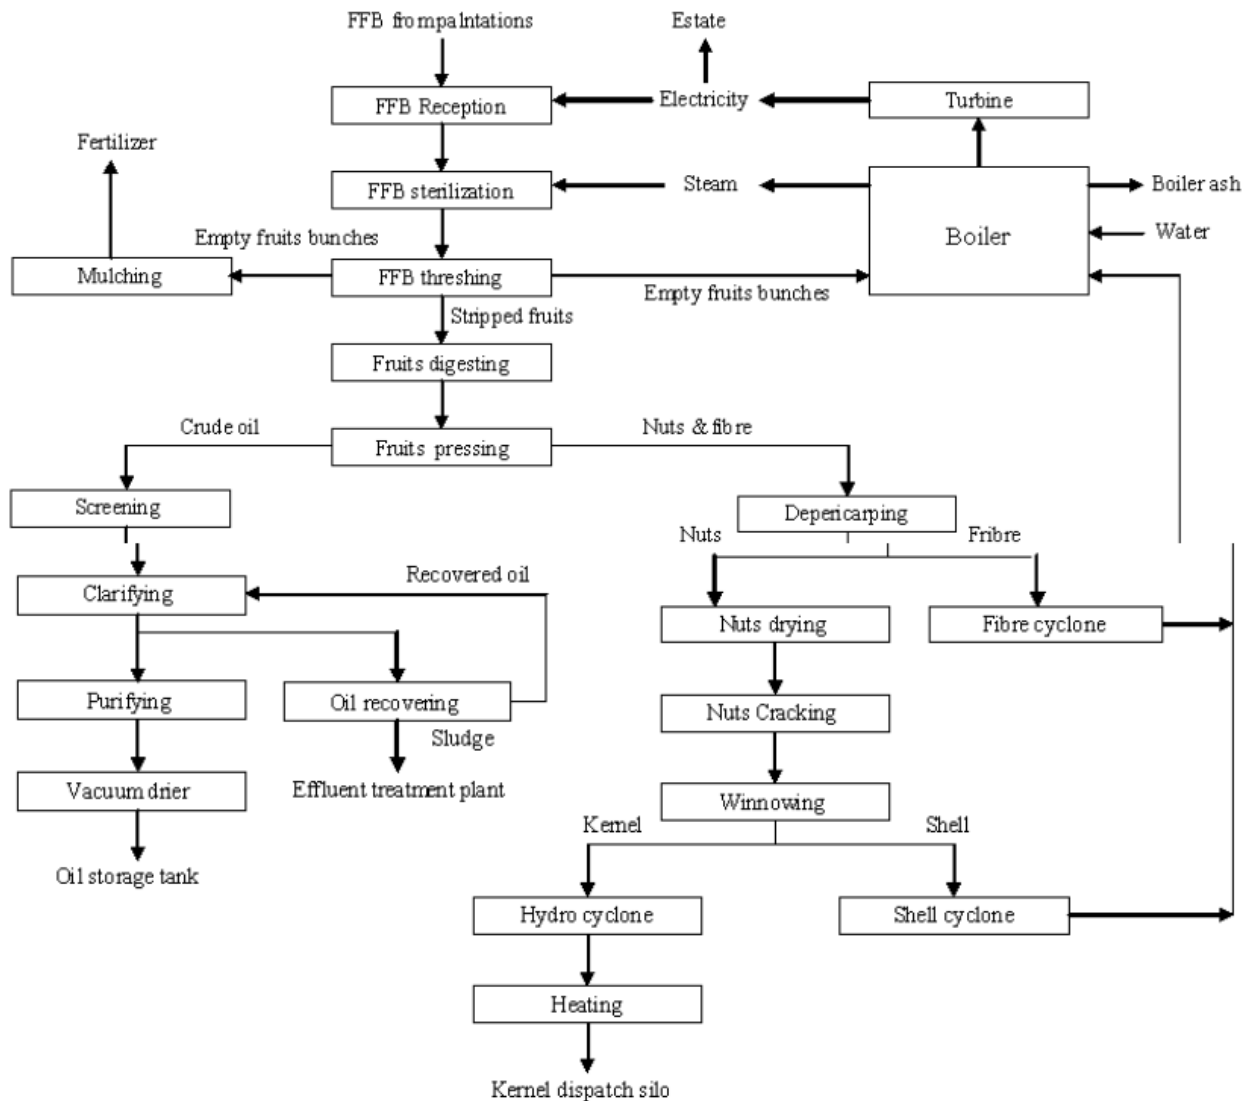 FFB frompalntations
Estate
FFB Reception
Electricity
Turbine
Fertilizer
FFB sterilization
Steam
Boiler
Boiler ash
Water
Empty fruits bunches
Mulching
FFB threshing
Empty fruits bunches
Stripped fruits
Fruits digesting
Crude oil
Fruits pressing
Nuts & fibre
Screening
Depericarping
Nuts
Fribre
Recovered oil
Clarifying
Nuts drying
Fibre cyclone
Purifying
Oil recovering
Nuts Cracking
Sludge
Vacuum drier
Effluent treatment plant
Winnowing
Kernel
Shell
Oil storage tank
Hydro cyclone
Shell cyclone
Heating
Kernel dispatch silo